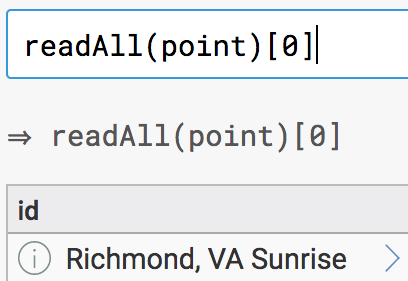 readAll(point)[0]
⇒ readAll(point)[0]
id
Richmond, VA Sunrise